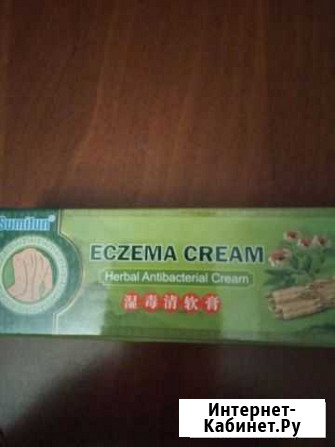 Sumifun
ECZEMA CREAM
Herbal Antibacterial Cream
湿毒清软膏
Интернет-
Кабинет.Ру